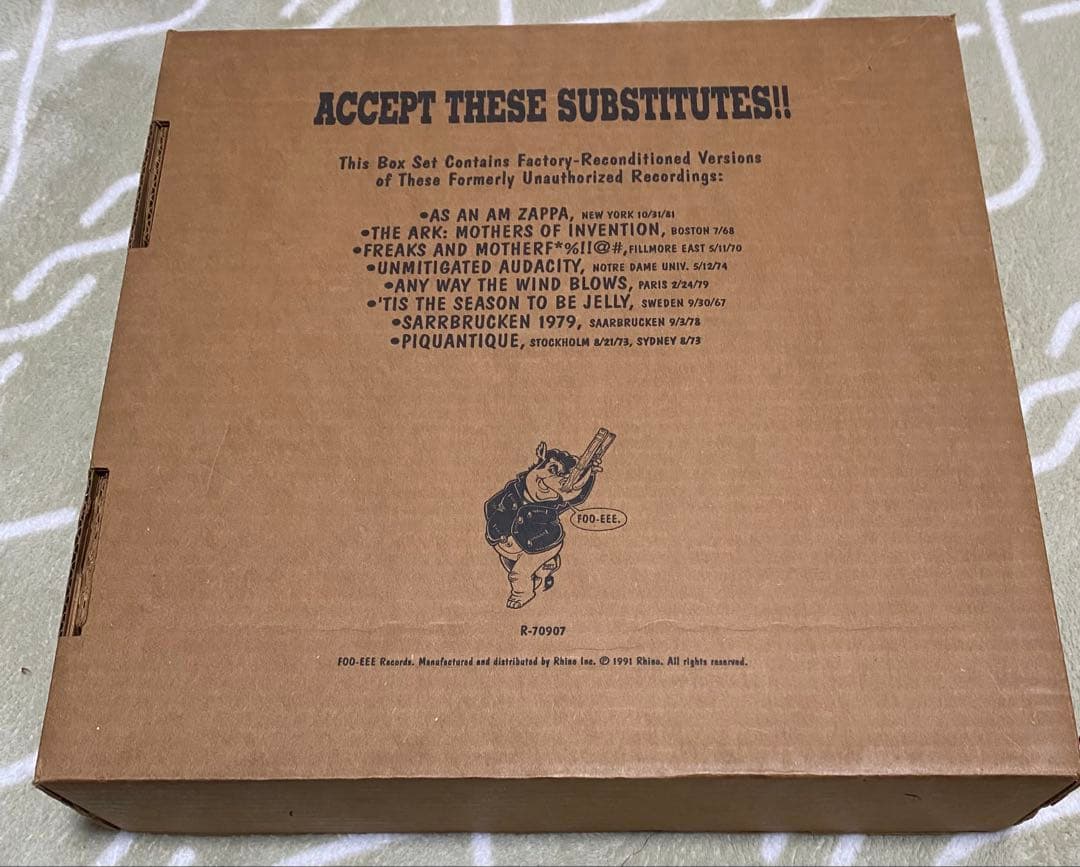 ACCEPT THESE SUBSTITUTES!!
This Box Set Contains Factory-Reconditioned Versions
of These Formerly Unauthorized Recordings:
•AS AN AM ZAPPA, NEW YORK 10/31/81
•THE ARK: MOTHERS OF INVENTION, BOSTON 7/68
•FREAKS AND MOTHERF*%!!@#, FILLMORE EAST 5/11/70
•UNMITIGATED AUDACITY, NOTRE DAME UNIV. 5/12/74
•ANY WAY THE WIND BLOWS, PARIS 2/24/79
•'TIS THE SEASON TO BE JELLY, SWEDEN 9/30/67
•SARRBRUCKEN 1979, SAARBRUCKEN 9/3/78
•PIQUANTIQUE, STOCKHOLM 8/21/73, SYDNEY 8/73
FOO-EEE.
R-70907
FOO-EEE Records. Manufactured and distributed by Rhino Inc. ℗ 1991 Rhino. All rights reserved.